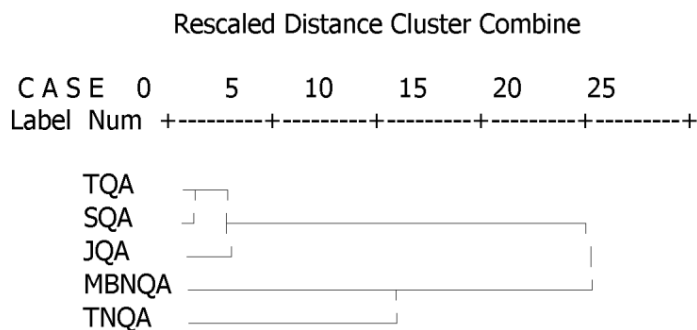 Rescaled Distance Cluster Combine
C A S E 0 5 10 15 20 25
Label Num +---------+---------+---------+---------+---------+
TQA
SQA
JQA
MBNQA
TNQA